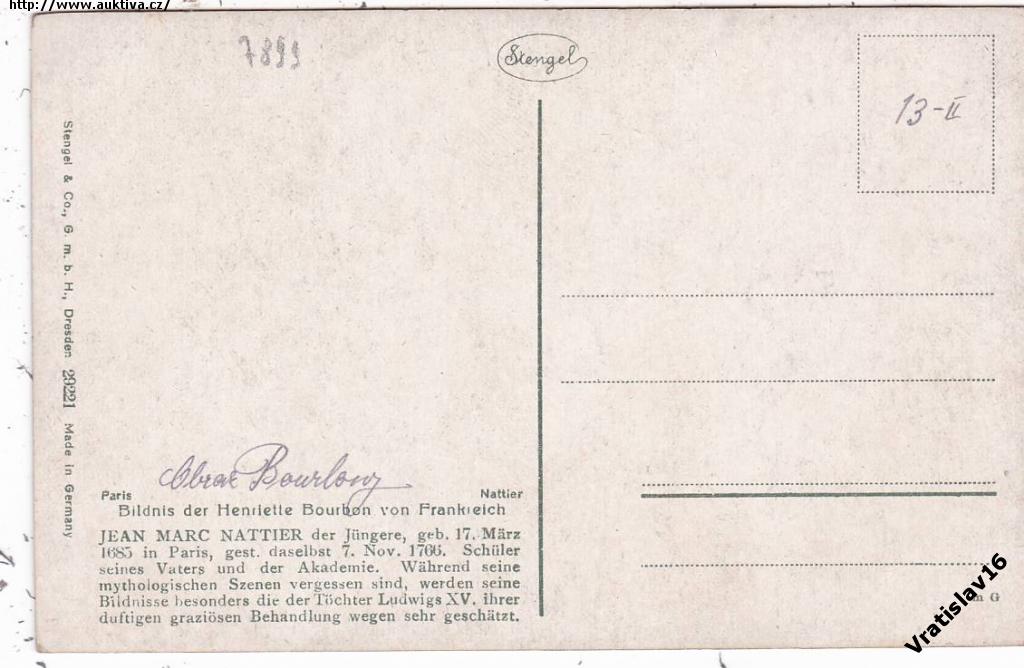 http://www.auktiva.cz/
7899
Stengel
13-II
Stengel & Co., G. m. b. H., Dresden 29221 Made in Germany
Obraz Bourbony
Paris Nattier
Bildnis der Henriette Bourbon von Frankreich
JEAN MARC NATTIER der Jüngere, geb. 17. März
1685 in Paris, gest. daselbst 7. Nov. 1766. Schüler
seines Vaters und der Akademie. Während seine
mythologischen Szenen vergessen sind, werden seine
Bildnisse besonders die der Töchter Ludwigs XV. ihrer
duftigen graziösen Behandlung wegen sehr geschätzt.
G
Vratislav16